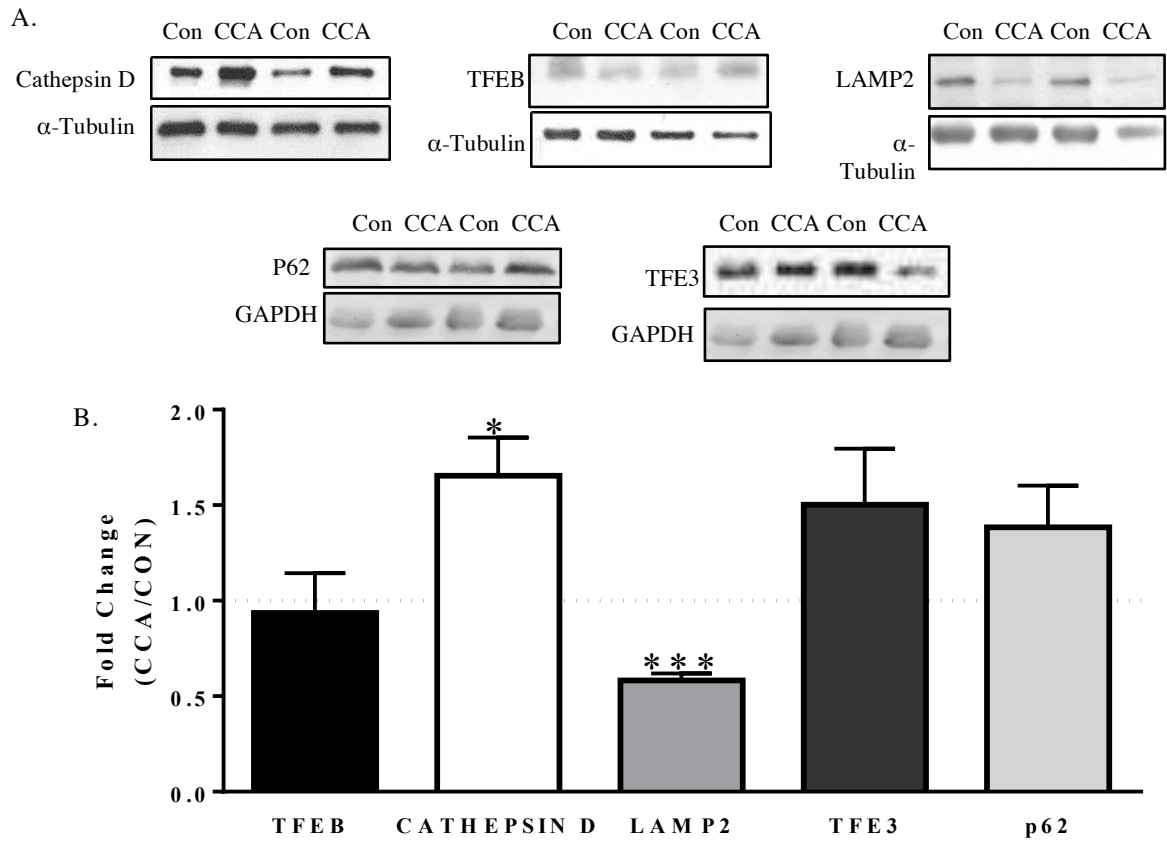 A.
Con CCA Con CCA
Cathepsin D
α-Tubulin
Con CCA Con CCA
TFEB
α-Tubulin
Con CCA Con CCA
LAMP2
α-
Tubulin
Con CCA Con CCA
P62
GAPDH
Con CCA Con CCA
TFE3
GAPDH
B.
Fold Change
(CCA/CON)
2.0
1.5
1.0
0.5
0.0
*
***
TFEB CATHEPSIN D LAMP2 TFE3 p62